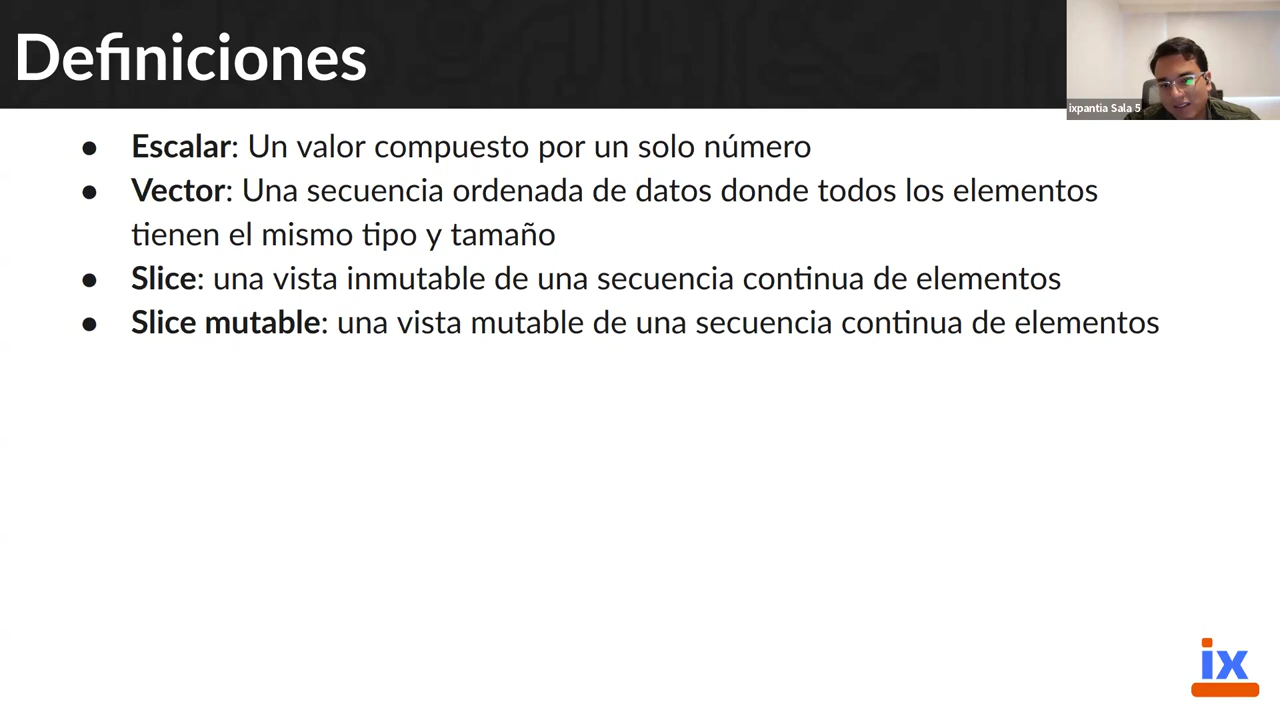 Definiciones
ixpantia Sala 5
● Escalar: Un valor compuesto por un solo número
● Vector: Una secuencia ordenada de datos donde todos los elementos
tienen el mismo tipo y tamaño
● Slice: una vista inmutable de una secuencia continua de elementos
● Slice mutable: una vista mutable de una secuencia continua de elementos
ix